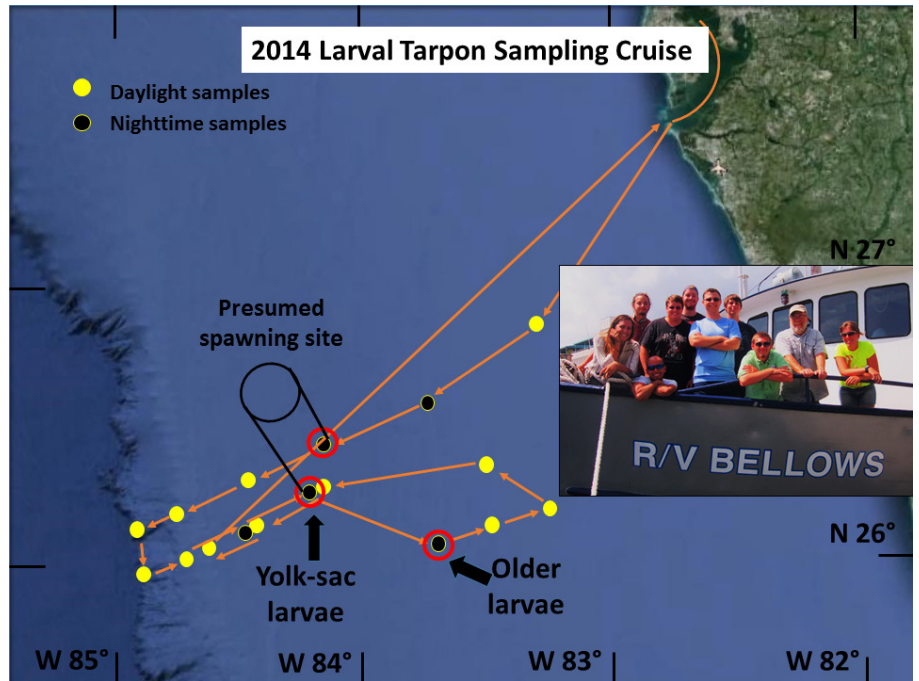 2014 Larval Tarpon Sampling Cruise
Daylight samples
Nighttime samples
N 27°
Presumed
spawning site
R/V BELLOWS
N 26°
Yolk-sac
larvae
Older
larvae
W 85°
W 84°
W 83°
W 82°